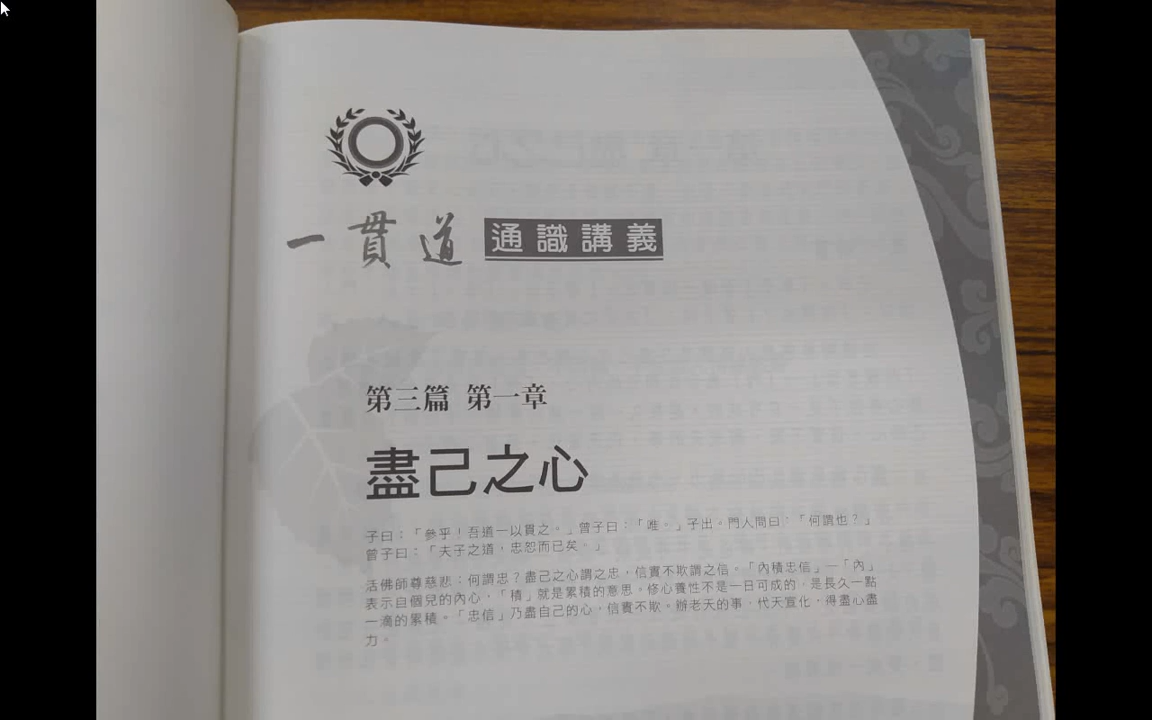 一貫道 通識講義
第三篇 第一章
盡己之心
子曰：「參乎！吾道一以貫之。」曾子曰：「唯。」子出。門人問曰：「何謂也？」
曾子曰：「夫子之道，忠恕而已矣。」
活佛師尊慈悲：何謂忠？盡己之心謂之忠，信實不欺謂之信。「內積忠信」—「內」
表示自個兒的內心，「積」就是累積的意思。修心養性不是一日可成的，是長久一點
一滴的累積。「忠信」乃盡自己的心，信實不欺。辦老天的事，代天宣化，得盡心盡
力。